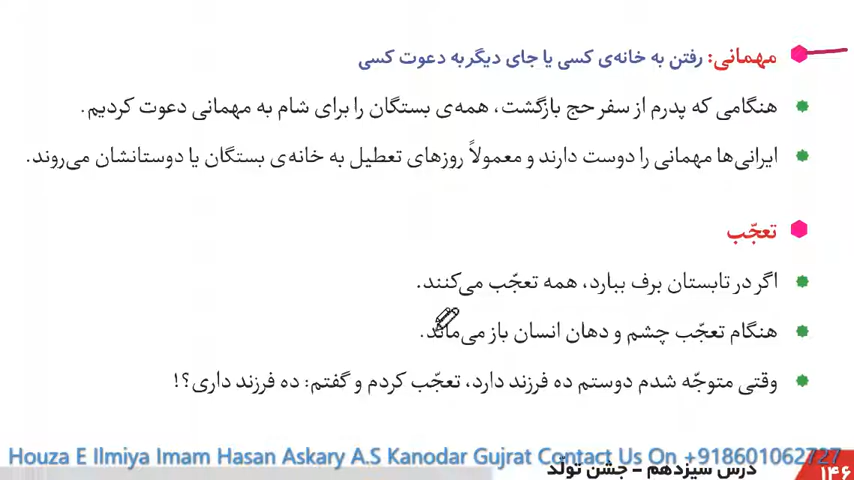 مهمانی: رفتن به خانه‌ی کسی یا جای دیگر به دعوت کسی
هنگامی که پدرم از سفر حج بازگشت، همه‌ی بستگان را برای شام به مهمانی دعوت کردیم.
ایرانی‌ها مهمانی را دوست دارند و معمولاً روزهای تعطیل به خانه‌ی بستگان یا دوستانشان می‌روند.
تعجّب
اگر در تابستان برف ببارد، همه تعجّب می‌کنند.
هنگام تعجّب چشم و دهان انسان باز می‌ماند.
وقتی متوجّه شدم دوستم ده فرزند دارد، تعجّب کردم و گفتم: ده فرزند داری؟!
Houza E Ilmiya Imam Hasan Askary A.S Kanodar Gujrat Contact Us On +918601062727
درس سیزدهم – جشن تولّد
۱۴۶